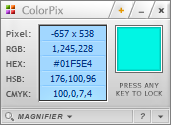 ColorPix
Pixel: -657 x 538
RGB: 1,245,228
HEX: #01F5E4
HSB: 176,100,96
CMYK: 100,0,7,4
PRESS ANY
KEY TO LOCK
MAGNIFIER
?